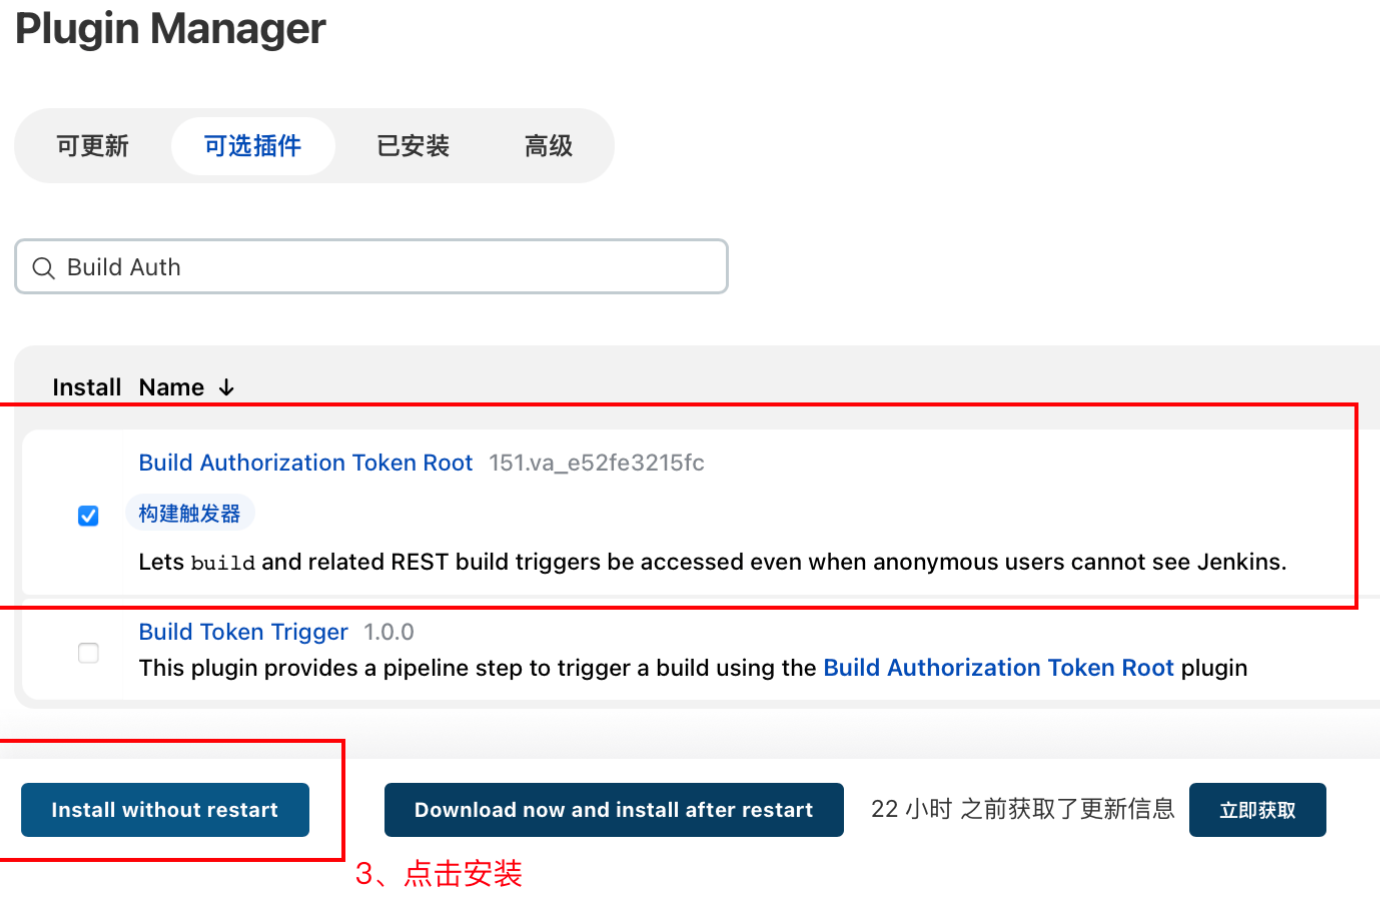 Plugin Manager
可更新 可选插件 已安装 高级
Build Auth
Install Name ↓
Build Authorization Token Root 151.va_e52fe3215fc
构建触发器
Lets build and related REST build triggers be accessed even when anonymous users cannot see Jenkins.
Build Token Trigger 1.0.0
This plugin provides a pipeline step to trigger a build using the Build Authorization Token Root plugin
Install without restart Download now and install after restart 22 小时 之前获取了更新信息 立即获取
3、点击安装